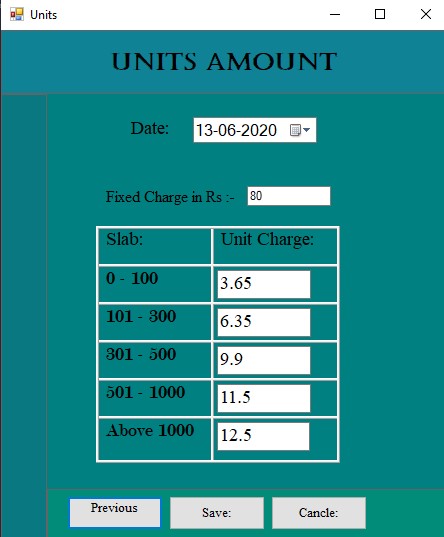 Units
UNITS AMOUNT
Date: 13-06-2020
Fixed Charge in Rs :- 80
Slab: Unit Charge:
0 - 100 3.65
101 - 300 6.35
301 - 500 9.9
501 - 1000 11.5
Above 1000 12.5
Previous Save: Cancle: